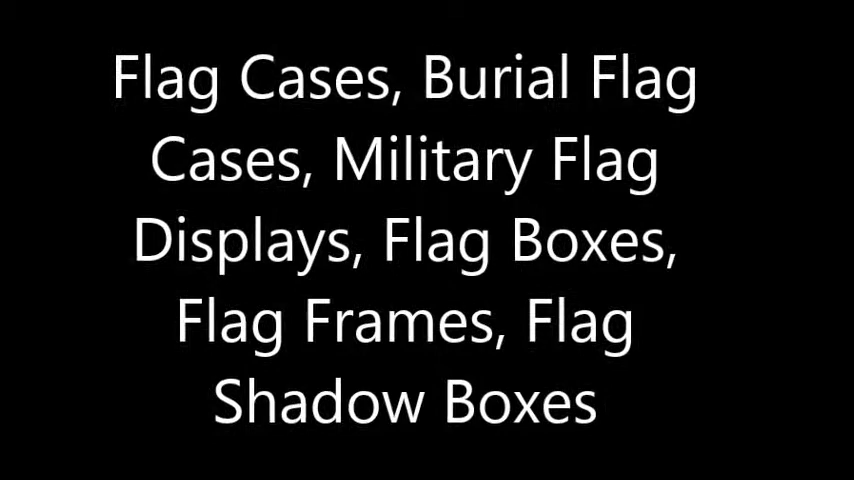 Flag Cases, Burial Flag
Cases, Military Flag
Displays, Flag Boxes,
Flag Frames, Flag
Shadow Boxes